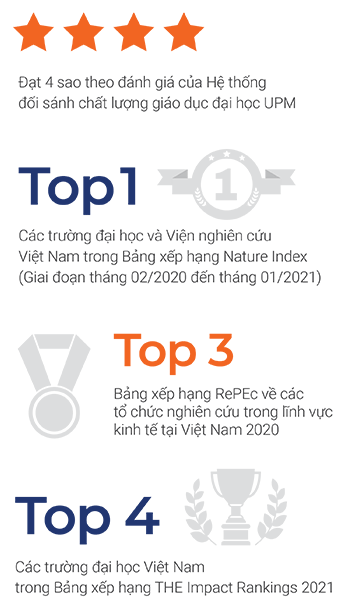 Đạt 4 sao theo đánh giá của Hệ thống
đối sánh chất lượng giáo dục đại học UPM
Top 1
1
Các trường đại học và Viện nghiên cứu
Việt Nam trong Bảng xếp hạng Nature Index
(Giai đoạn tháng 02/2020 đến tháng 01/2021)
Top 3
Bảng xếp hạng RePEc về các
tổ chức nghiên cứu trong lĩnh vực
kinh tế tại Việt Nam 2020
Top 4
Các trường đại học Việt Nam
trong Bảng xếp hạng THE Impact Rankings 2021